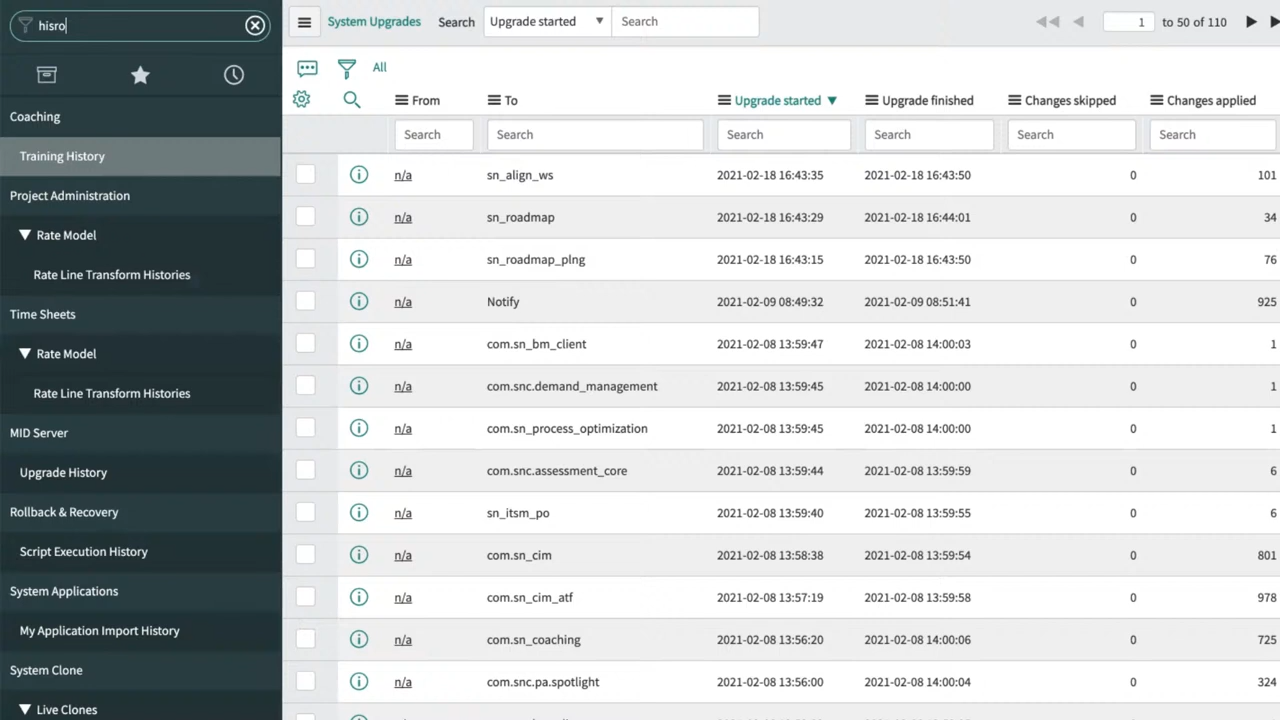 hisro
System Upgrades Search Upgrade started Search 1 to 50 of 110
All
From To Upgrade started Upgrade finished Changes skipped Changes applied
Search Search Search Search Search Search
Coaching
Training History
Project Administration
Rate Model
Rate Line Transform Histories
Time Sheets
Rate Model
Rate Line Transform Histories
MID Server
Upgrade History
Rollback & Recovery
Script Execution History
System Applications
My Application Import History
System Clone
Live Clones
n/a sn_align_ws 2021-02-18 16:43:35 2021-02-18 16:43:50 0 101
n/a sn_roadmap 2021-02-18 16:43:29 2021-02-18 16:44:01 0 34
n/a sn_roadmap_plng 2021-02-18 16:43:15 2021-02-18 16:43:50 0 76
n/a Notify 2021-02-09 08:49:32 2021-02-09 08:51:41 0 925
n/a com.sn_bm_client 2021-02-08 13:59:47 2021-02-08 14:00:03 0 1
n/a com.snc.demand_management 2021-02-08 13:59:45 2021-02-08 14:00:00 0 1
n/a com.sn_process_optimization 2021-02-08 13:59:45 2021-02-08 14:00:00 0 1
n/a com.snc.assessment_core 2021-02-08 13:59:44 2021-02-08 13:59:59 0 6
n/a sn_itsm_po 2021-02-08 13:59:40 2021-02-08 13:59:55 0 6
n/a com.sn_cim 2021-02-08 13:58:38 2021-02-08 13:59:54 0 801
n/a com.sn_cim_atf 2021-02-08 13:57:19 2021-02-08 13:59:58 0 978
n/a com.sn_coaching 2021-02-08 13:56:20 2021-02-08 14:00:06 0 725
n/a com.snc.pa.spotlight 2021-02-08 13:56:00 2021-02-08 14:00:04 0 324